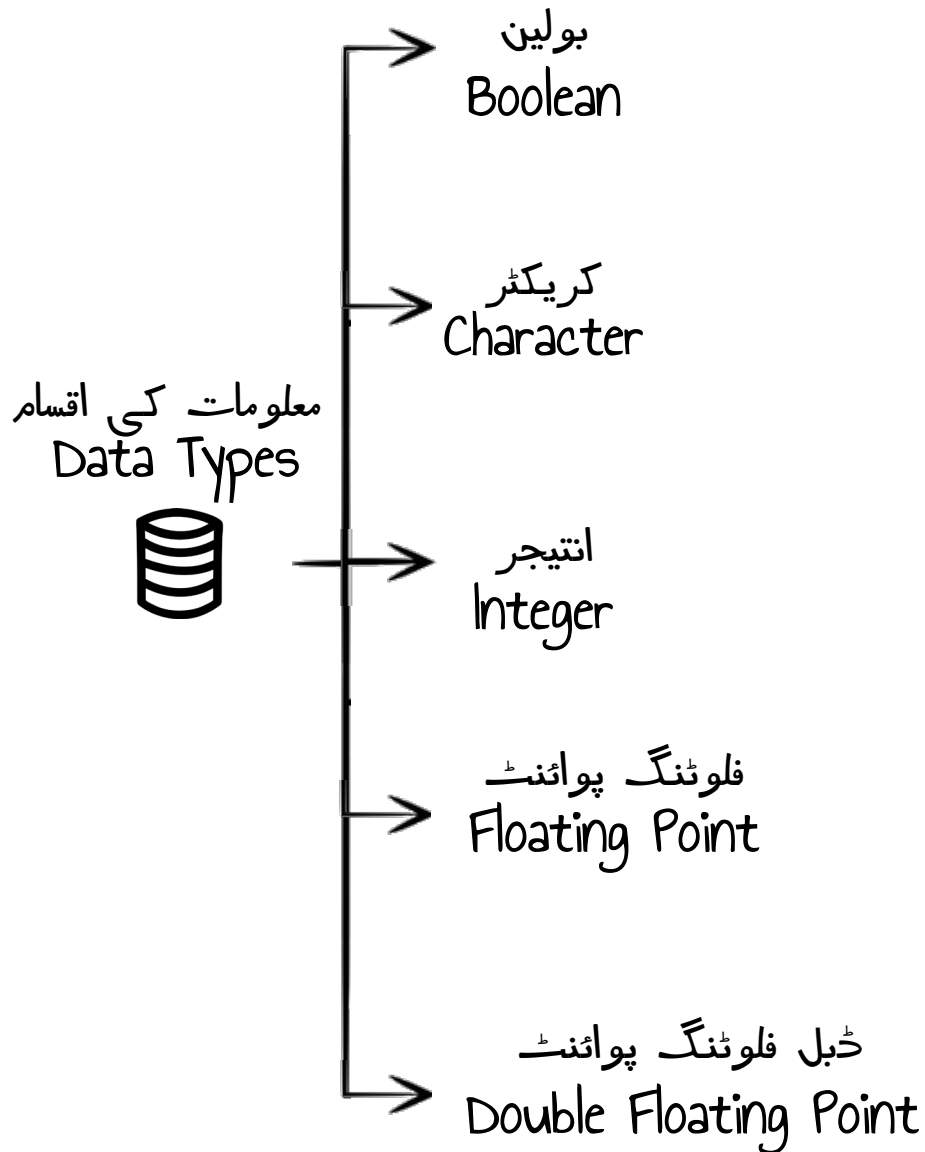 بولین
Boolean
کریکٹر
Character
معلومات کی اقسام
Data Types
انتیجر
Integer
فلوٹنگ پوائنٹ
Floating Point
ڈبل فلوٹنگ پوائنٹ
Double Floating Point